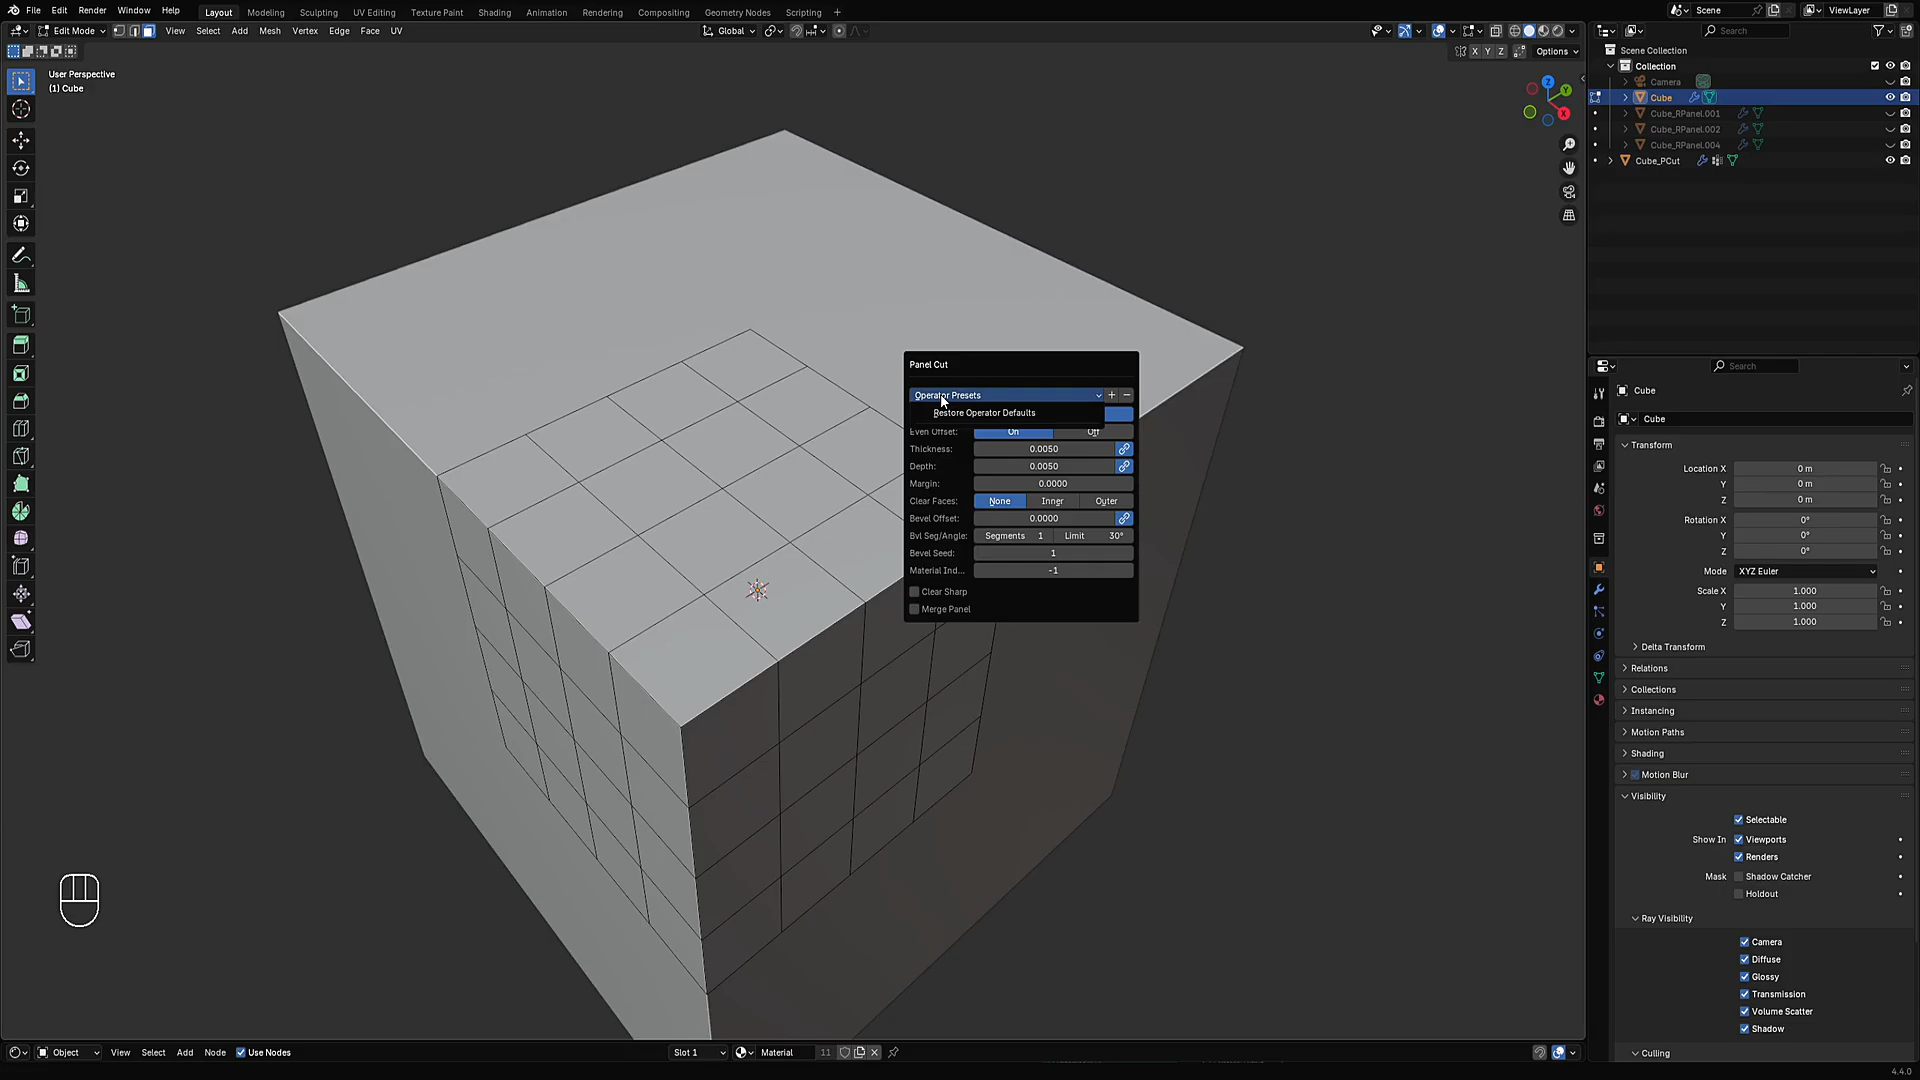 File Edit Render Window Help Layout Modeling Sculpting UV Editing Texture Paint Shading Animation Rendering Compositing Geometry Nodes Scripting + Scene ViewLayer
Edit Mode View Select Add Mesh Vertex Edge Face UV Global Search
X Y Z Options
User Perspective
(1) Cube
Z
Y
X
Scene Collection
Collection
Camera
Cube
Cube_RPanel.001
Cube_RPanel.002
Cube_RPanel.004
Cube_PCut
Panel Cut
Operator Presets + −
Restore Operator Defaults
Even Offset: On Off
Thickness: 0.0050
Depth: 0.0050
Margin: 0.0000
Clear Faces: None Inner Outer
Bevel Offset: 0.0000
Bvl Seg/Angle: Segments 1 Limit 30°
Bevel Seed: 1
Material Ind... -1
Clear Sharp
Merge Panel
Search
Cube
Cube
Transform
Location X 0 m
Y 0 m
Z 0 m
Rotation X 0°
Y 0°
Z 0°
Mode XYZ Euler
Scale X 1.000
Y 1.000
Z 1.000
Delta Transform
Relations
Collections
Instancing
Motion Paths
Shading
Motion Blur
Visibility
Selectable
Show In Viewports
Renders
Mask Shadow Catcher
Holdout
Ray Visibility
Camera
Diffuse
Glossy
Transmission
Volume Scatter
Shadow
Culling
Object View Select Add Node Use Nodes Slot 1 Material 11
4.4.0